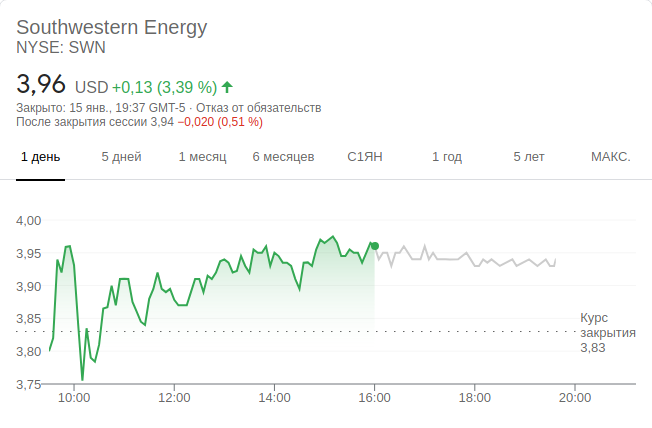 Southwestern Energy
NYSE: SWN
3,96 USD +0,13 (3,39 %)
Закрыто: 15 янв., 19:37 GMT-5 · Отказ от обязательств
После закрытия сессии 3,94 −0,020 (0,51 %)
1 день 5 дней 1 месяц 6 месяцев С1ЯН 1 год 5 лет МАКС.
4,00
3,95
3,90
3,85
3,80
3,75
Курс
закрытия
3,83
10:00 12:00 14:00 16:00 18:00 20:00